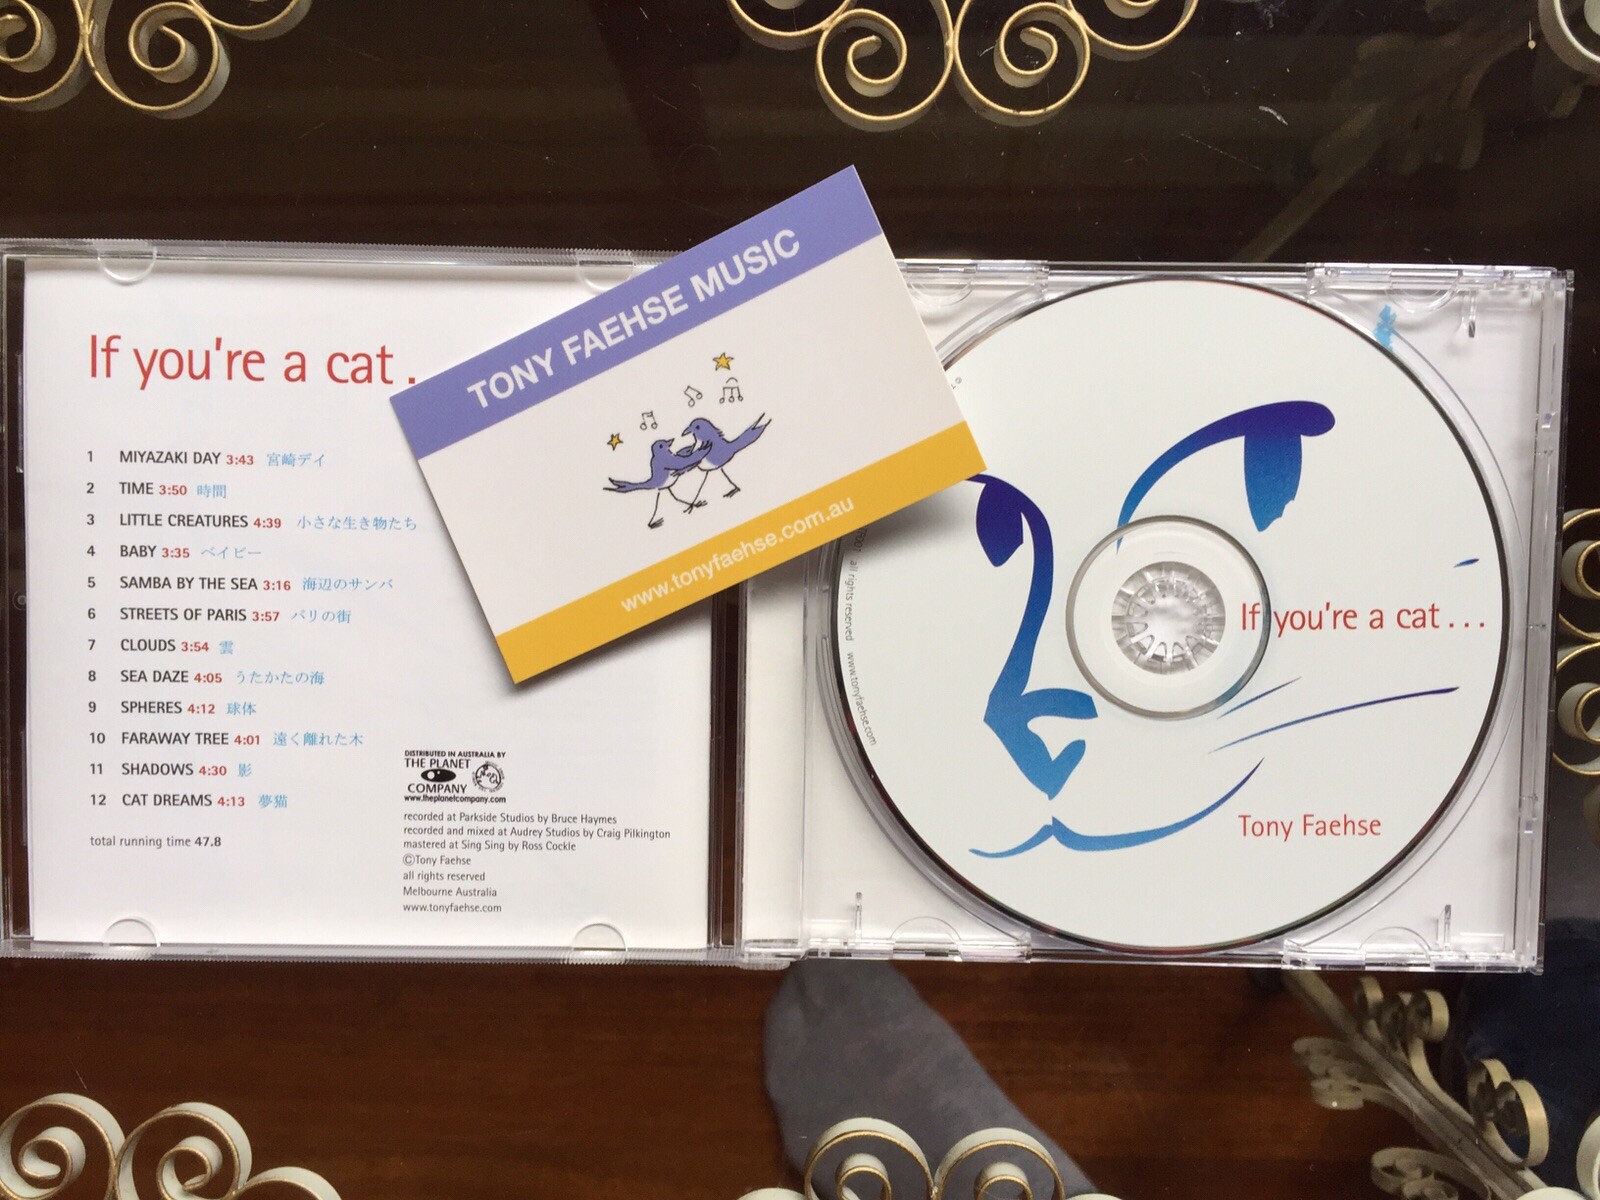 If you're a cat .
1 MIYAZAKI DAY 3:43 宮崎デイ
2 TIME 3:50 時間
3 LITTLE CREATURES 4:39 小さな生き物たち
4 BABY 3:35 ベイビー
5 SAMBA BY THE SEA 3:16 海辺のサンバ
6 STREETS OF PARIS 3:57 パリの街
7 CLOUDS 3:54 雲
8 SEA DAZE 4:05 うたかたの海
9 SPHERES 4:12 球体
10 FARAWAY TREE 4:01 遠く離れた木
11 SHADOWS 4:30 影
12 CAT DREAMS 4:13 夢猫
total running time 47.8
DISTRIBUTED IN AUSTRALIA BY
THE PLANET
COMPANY
www.theplanetcompany.com
recorded at Parkside Studios by Bruce Haymes
recorded and mixed at Audrey Studios by Craig Pilkington
mastered at Sing Sing by Ross Cockle
©Tony Faehse
all rights reserved
Melbourne Australia
www.tonyfaehse.com
TONY FAEHSE MUSIC
www.tonyfaehse.com.au
all rights reserved www.tonyfaehse.com
If you're a cat...
Tony Faehse